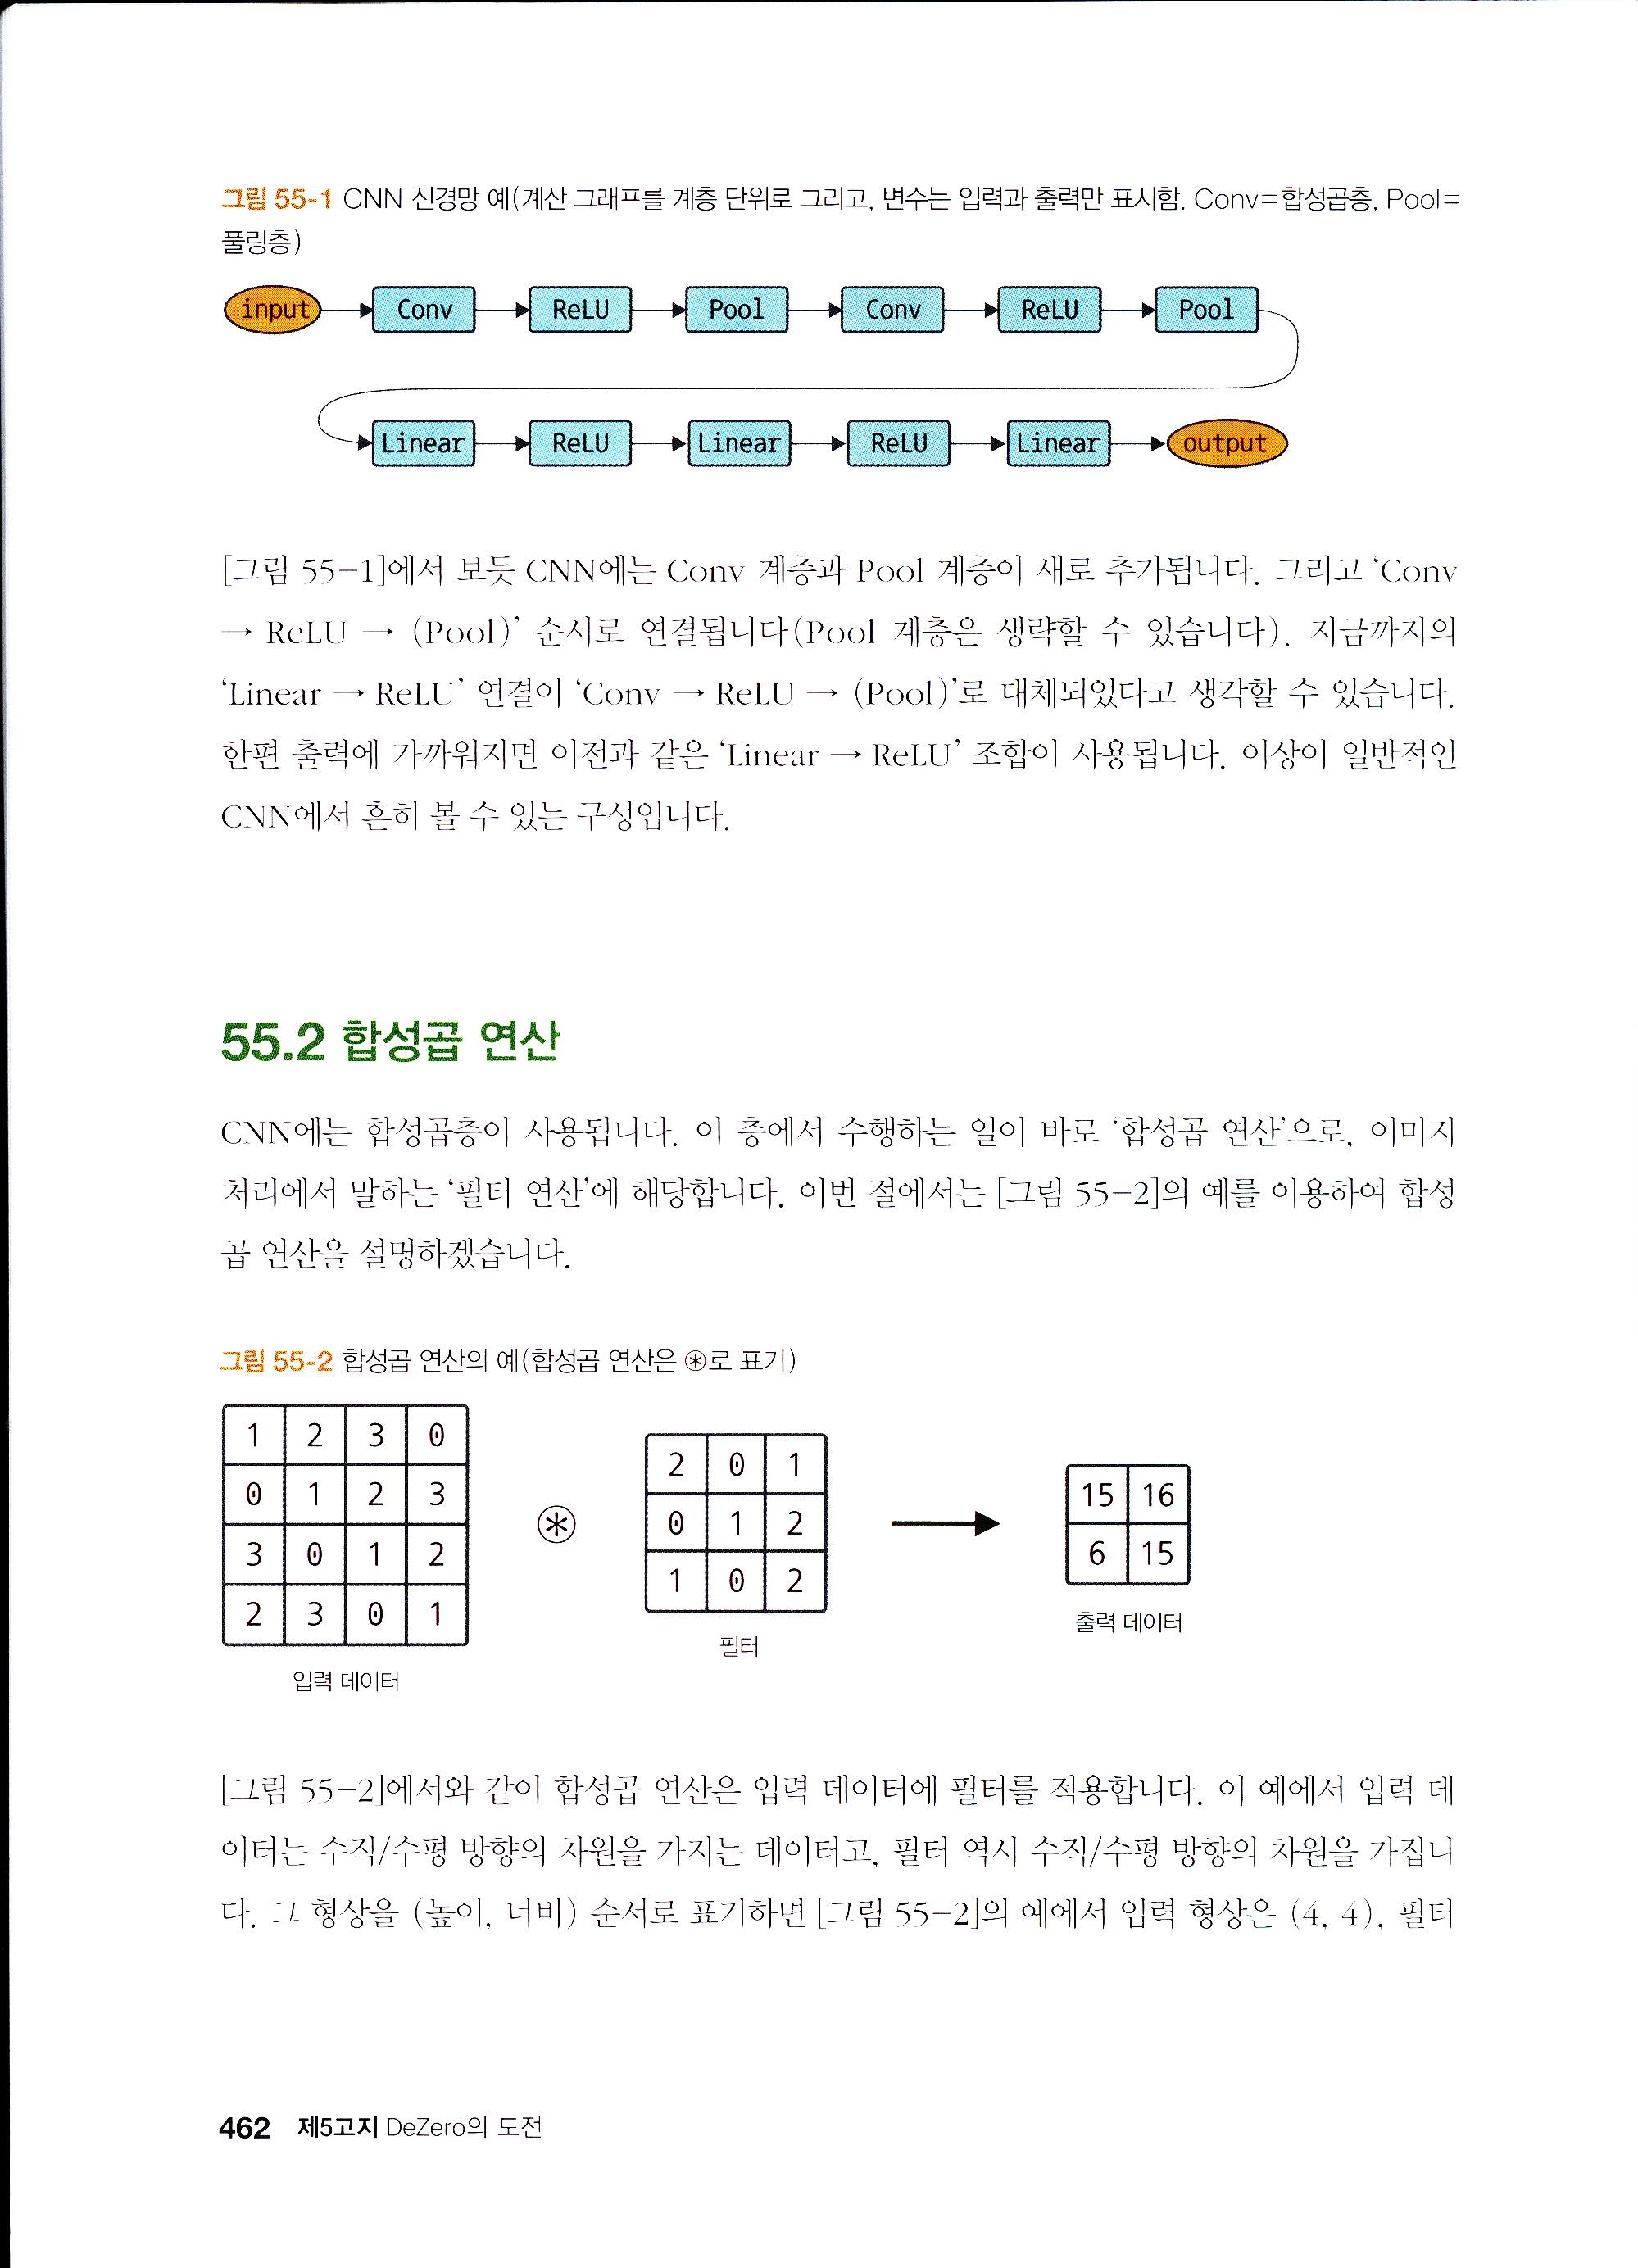 그림 55-1 CNN 신경망 예(계산 그래프를 계층 단위로 그리고, 변수는 입력과 출력만 표시함. Conv=합성곱층, Pool=
풀링층)
input Conv ReLU Pool Conv ReLU Pool
Linear ReLU Linear ReLU Linear output
[그림 55-1]에서 보듯 CNN에는 Conv 계층과 Pool 계층이 새로 추가됩니다. 그리고 ‘Conv
→ ReLU → (Pool)’ 순서로 연결됩니다(Pool 계층은 생략할 수 있습니다). 지금까지의
‘Linear → ReLU’ 연결이 ‘Conv → ReLU → (Pool)’로 대체되었다고 생각할 수 있습니다.
한편 출력에 가까워지면 이전과 같은 ‘Linear → ReLU’ 조합이 사용됩니다. 이상이 일반적인
CNN에서 흔히 볼 수 있는 구성입니다.
55.2 합성곱 연산
CNN에는 합성곱층이 사용됩니다. 이 층에서 수행하는 일이 바로 ‘합성곱 연산’으로, 이미지
처리에서 말하는 ‘필터 연산’에 해당합니다. 이번 절에서는 [그림 55-2]의 예를 이용하여 합성
곱 연산을 설명하겠습니다.
그림 55-2 합성곱 연산의 예(합성곱 연산은 ⊛로 표기)
1 2 3 0
0 1 2 3
3 0 1 2
2 3 0 1
입력 데이터
⊛
2 0 1
0 1 2
1 0 2
필터
15 16
6 15
출력 데이터
[그림 55-2]에서와 같이 합성곱 연산은 입력 데이터에 필터를 적용합니다. 이 예에서 입력 데
이터는 수직/수평 방향의 차원을 가지는 데이터고, 필터 역시 수직/수평 방향의 차원을 가집니
다. 그 형상을 (높이, 너비) 순서로 표기하면 [그림 55-2]의 예에서 입력 형상은 (4, 4), 필터
462 제5고지 DeZero의 도전